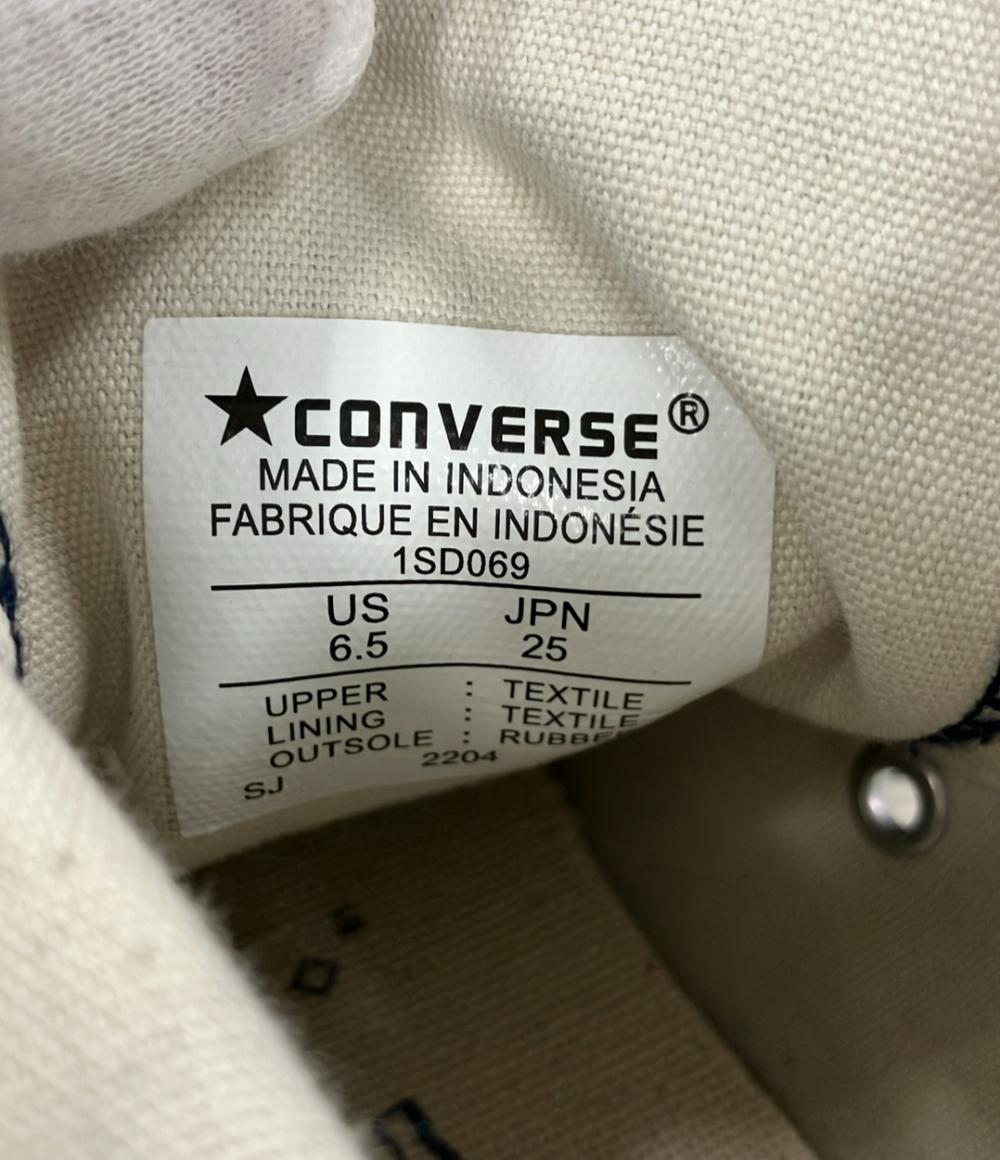 ★CONVERSE®
MADE IN INDONESIA
FABRIQUE EN INDONÉSIE
1SD069
US JPN
6.5 25
UPPER : TEXTILE
LINING : TEXTILE
OUTSOLE : RUBBE
2204
SJ